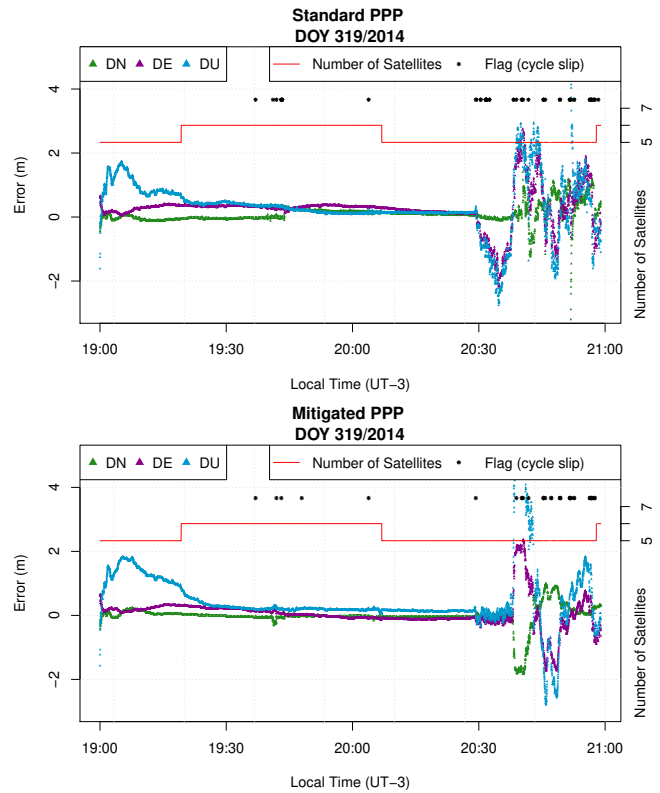 Standard PPP
DOY 319/2014
DN DE DU Number of Satellites Flag (cycle slip)
4
2
0
−2
Error (m)
7
5
Number of Satellites
19:00 19:30 20:00 20:30 21:00
Local Time (UT−3)
Mitigated PPP
DOY 319/2014
DN DE DU Number of Satellites Flag (cycle slip)
4
2
0
−2
Error (m)
7
5
Number of Satellites
19:00 19:30 20:00 20:30 21:00
Local Time (UT−3)